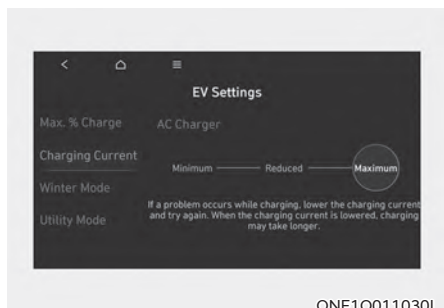 EV Settings
Max. % Charge
AC Charger
Charging Current
Minimum
Reduced
Maximum
Winter Mode
Utility Mode
If a problem occurs while charging, lower the charging current
and try again. When the charging current is lowered, charging
may take longer.